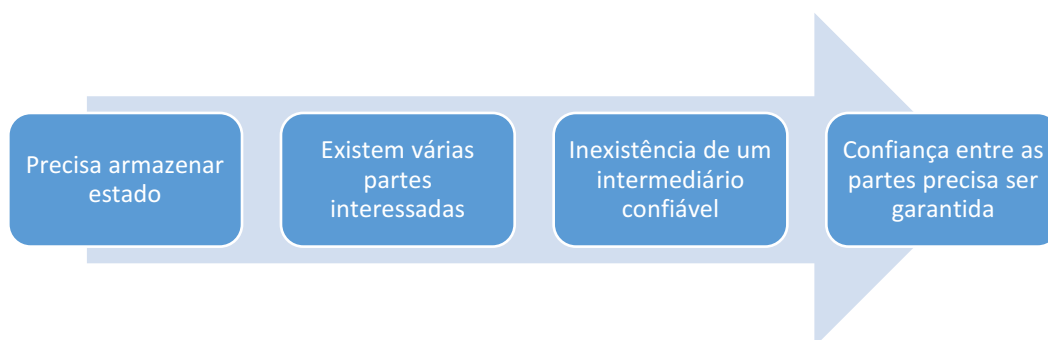 Precisa armazenar
estado
Existem várias
partes
interessadas
Inexistência de um
intermediário
confiável
Confiança entre as
partes precisa ser
garantida